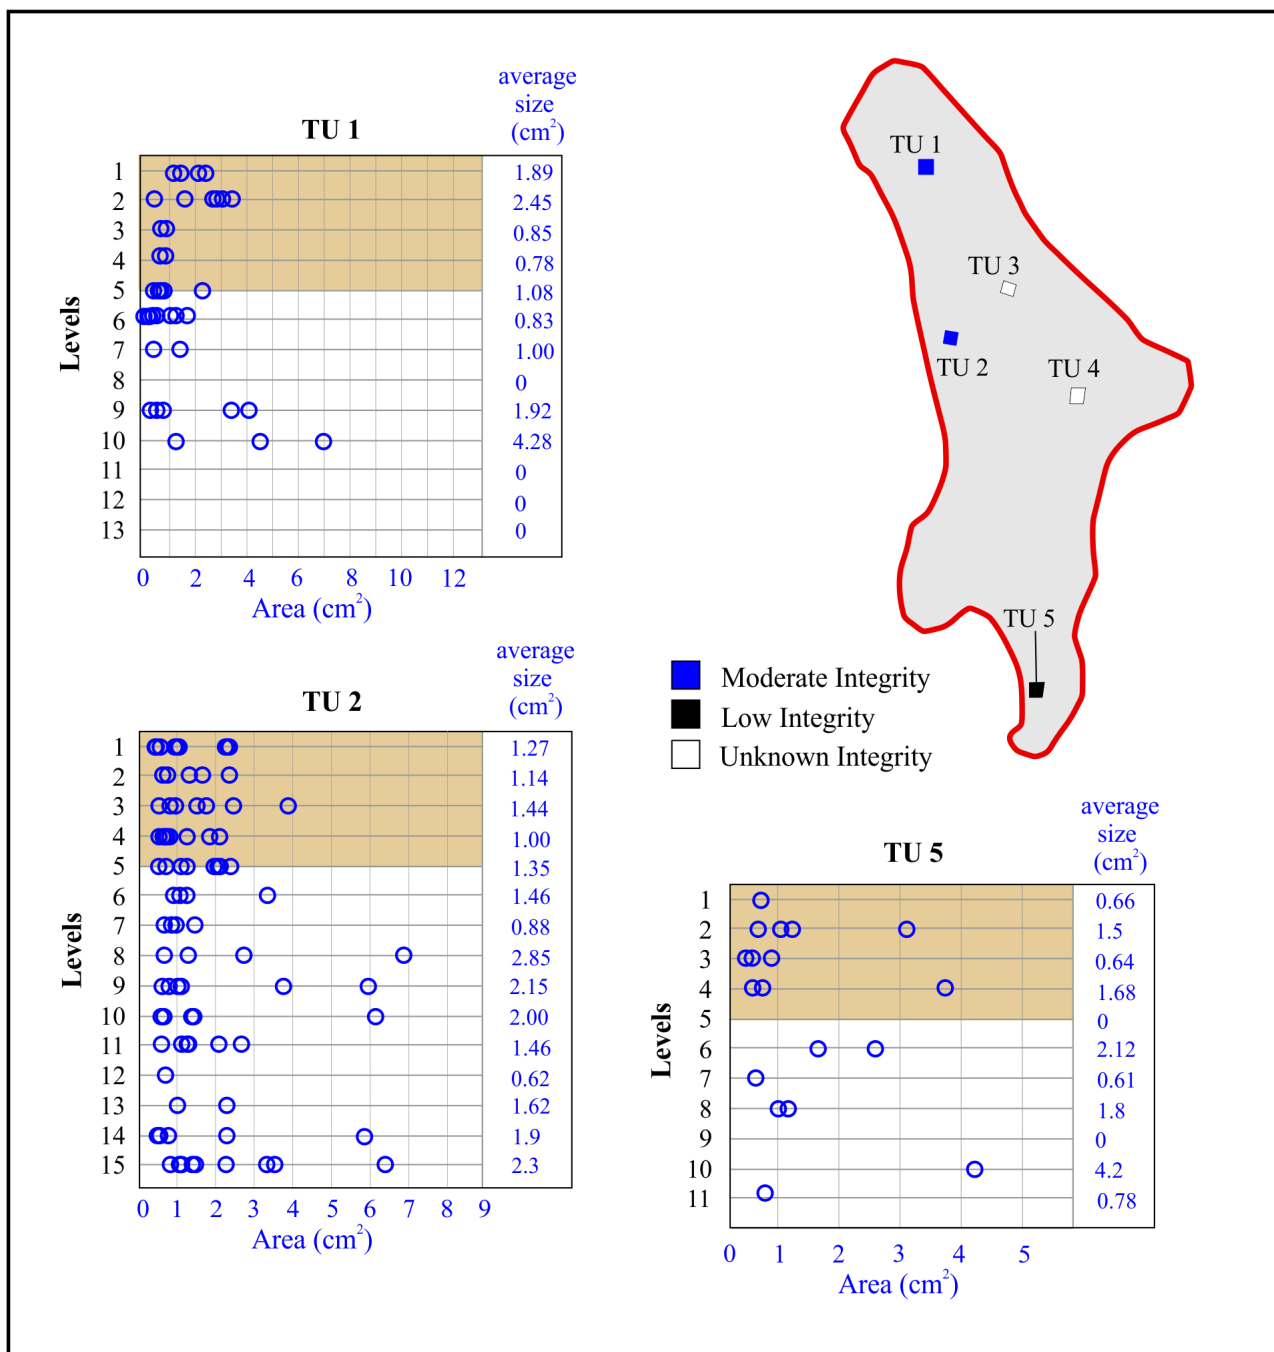 average
size
(cm²)
TU 1
1 1.89
2 2.45
3 0.85
4 0.78
5 1.08
6 0.83
7 1.00
8 0
9 1.92
10 4.28
11 0
12 0
13 0
Levels
0 2 4 6 8 10 12
Area (cm²)
TU 1
TU 3
TU 2
TU 4
TU 5
Moderate Integrity
Low Integrity
Unknown Integrity
average
size
(cm²)
TU 2
1 1.27
2 1.14
3 1.44
4 1.00
5 1.35
6 1.46
7 0.88
8 2.85
9 2.15
10 2.00
11 1.46
12 0.62
13 1.62
14 1.9
15 2.3
Levels
0 1 2 3 4 5 6 7 8 9
Area (cm²)
average
size
(cm²)
TU 5
1 0.66
2 1.5
3 0.64
4 1.68
5 0
6 2.12
7 0.61
8 1.8
9 0
10 4.2
11 0.78
Levels
0 1 2 3 4 5
Area (cm²)